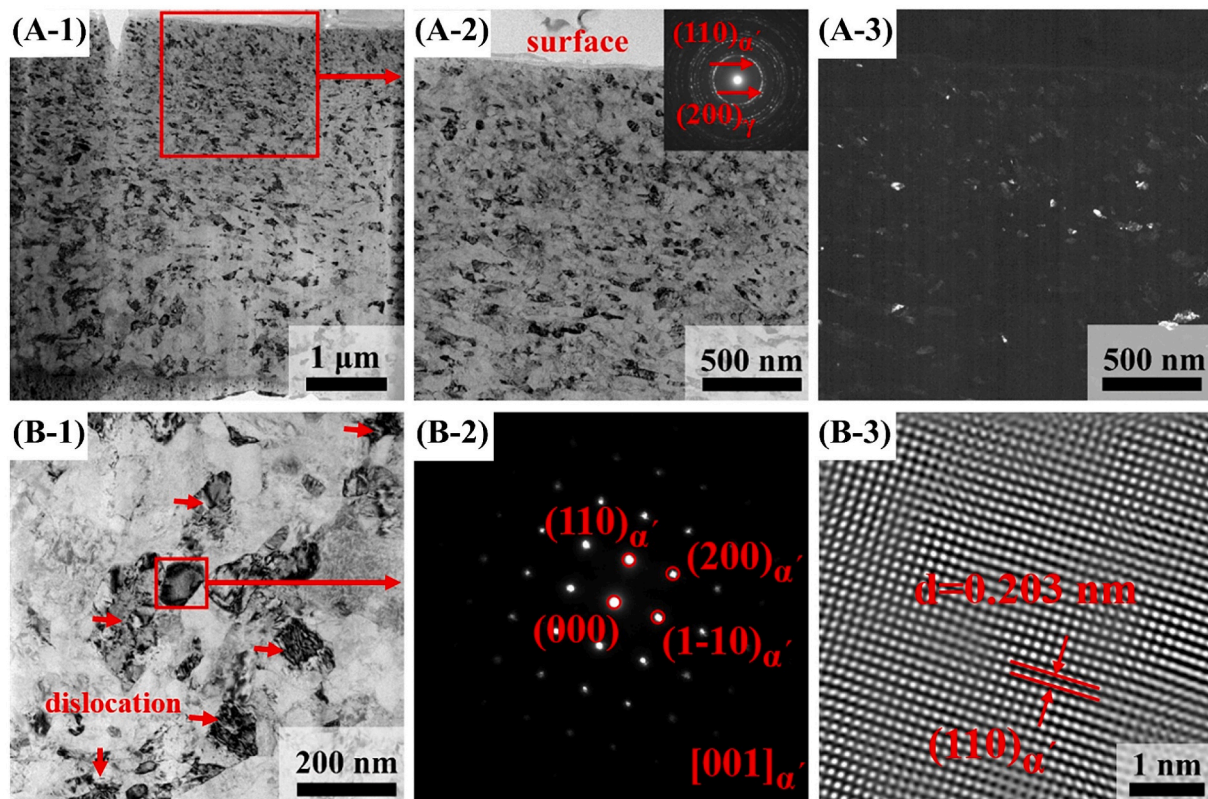 (A-1)
1 μm
(A-2)
surface
(110)α′
(200)γ
500 nm
(A-3)
500 nm
(B-1)
dislocation
200 nm
(B-2)
(110)α′
(200)α′
(000)
(1-10)α′
[001]α′
(B-3)
d=0.203 nm
(110)α′
1 nm